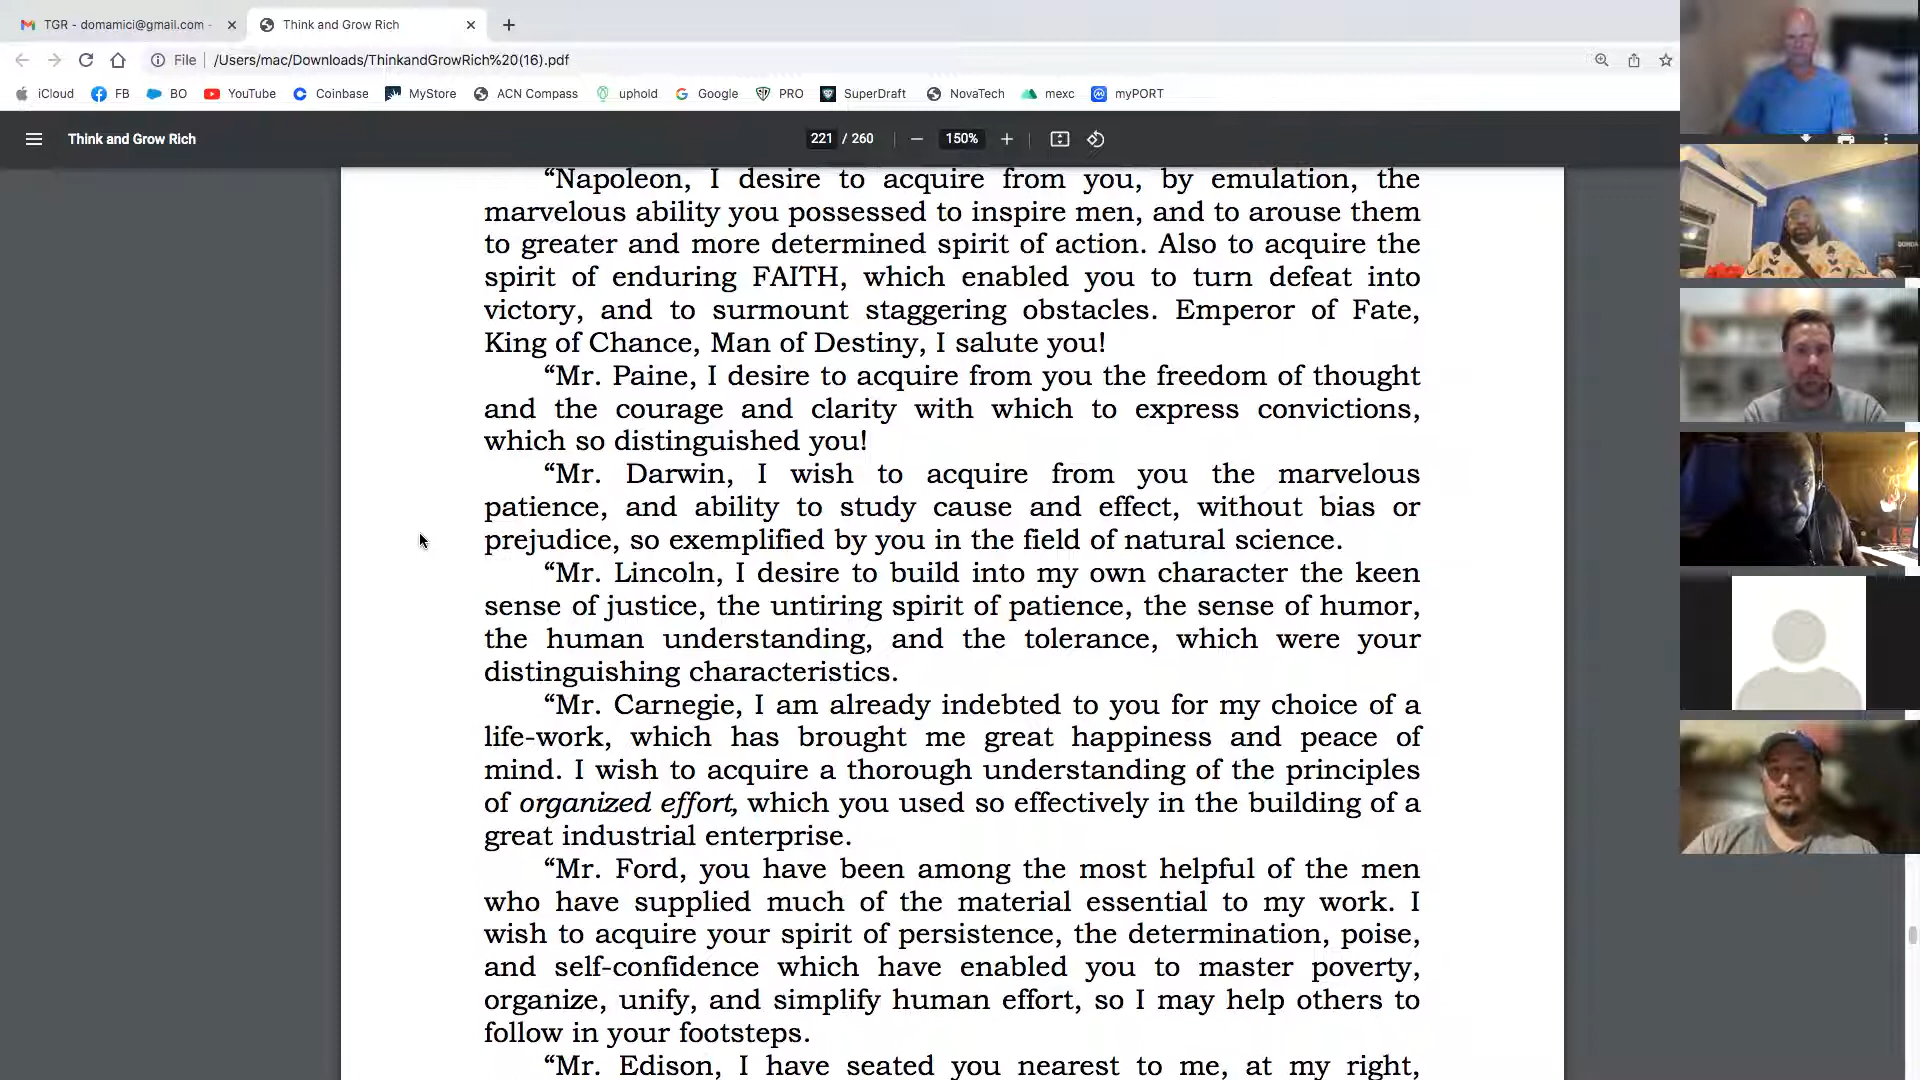 TGR - domamici@gmail.com -
Think and Grow Rich
File
/Users/mac/Downloads/ThinkandGrowRich%20(16).pdf
iCloud FB BO YouTube Coinbase MyStore ACN Compass uphold Google PRO SuperDraft NovaTech mexc myPORT
Think and Grow Rich
221 / 260
150%
“Napoleon, I desire to acquire from you, by emulation, the
marvelous ability you possessed to inspire men, and to arouse them
to greater and more determined spirit of action. Also to acquire the
spirit of enduring FAITH, which enabled you to turn defeat into
victory, and to surmount staggering obstacles. Emperor of Fate,
King of Chance, Man of Destiny, I salute you!
“Mr. Paine, I desire to acquire from you the freedom of thought
and the courage and clarity with which to express convictions,
which so distinguished you!
“Mr. Darwin, I wish to acquire from you the marvelous
patience, and ability to study cause and effect, without bias or
prejudice, so exemplified by you in the field of natural science.
“Mr. Lincoln, I desire to build into my own character the keen
sense of justice, the untiring spirit of patience, the sense of humor,
the human understanding, and the tolerance, which were your
distinguishing characteristics.
“Mr. Carnegie, I am already indebted to you for my choice of a
life-work, which has brought me great happiness and peace of
mind. I wish to acquire a thorough understanding of the principles
of organized effort, which you used so effectively in the building of a
great industrial enterprise.
“Mr. Ford, you have been among the most helpful of the men
who have supplied much of the material essential to my work. I
wish to acquire your spirit of persistence, the determination, poise,
and self-confidence which have enabled you to master poverty,
organize, unify, and simplify human effort, so I may help others to
follow in your footsteps.
“Mr. Edison, I have seated you nearest to me, at my right,